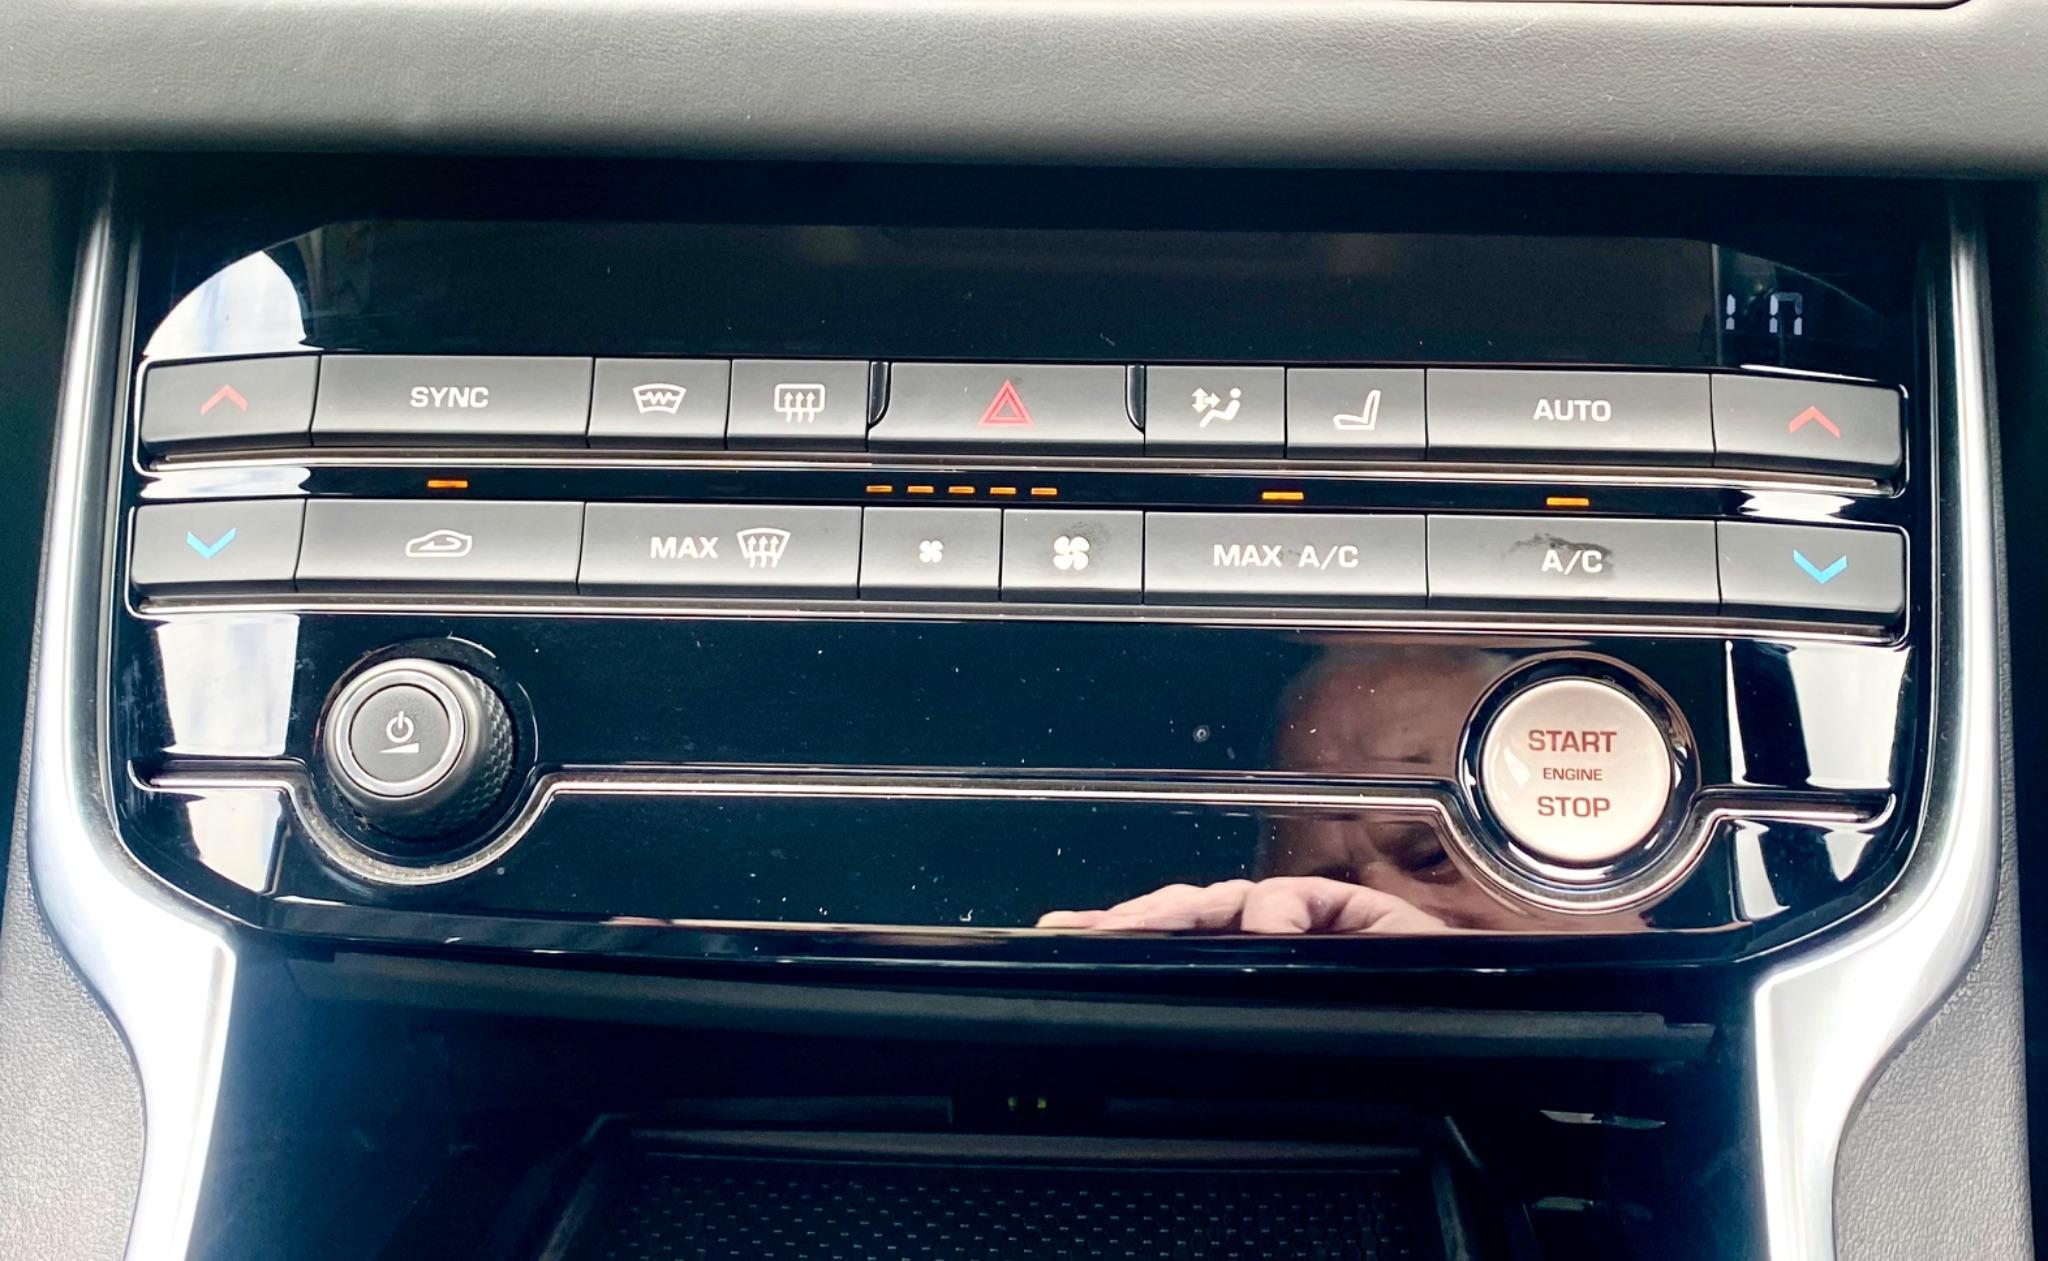 SYNC
AUTO
MAX
MAX A/C
A/C
START
ENGINE
STOP